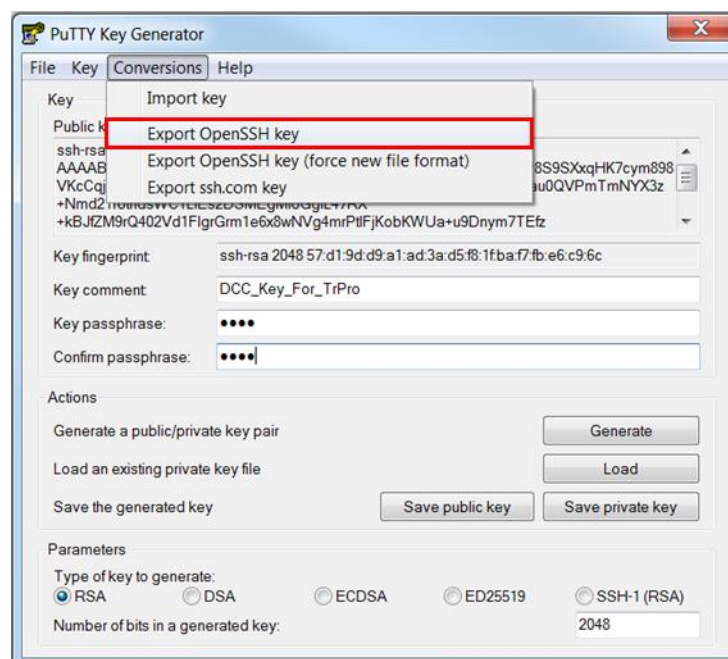 PuTTY Key Generator
X
File Key Conversions Help
Key
Import key
Public k
Export OpenSSH key
ssh-rsa
Export OpenSSH key (force new file format)
AAAAB
8S9SXxqHK7cym898
Export ssh.com key
VKcCqj
au0QVPmTmNYX3z
+kBJfZM9rQ402Vd1FIgrGrm1e6x8wNVg4mrPtlFjKobKWUa+u9Dnym7TEfz
Key fingerprint:
ssh-rsa 2048 57:d1:9d:d9:a1:ad:3a:d5:f8:1f:ba:f7:fb:e6:c9:6c
Key comment:
DCC_Key_For_TrPro
Key passphrase:
••••
Confirm passphrase:
••••
Actions
Generate a public/private key pair
Generate
Load an existing private key file
Load
Save the generated key
Save public key
Save private key
Parameters
Type of key to generate:
RSA DSA ECDSA ED25519 SSH-1 (RSA)
Number of bits in a generated key:
2048